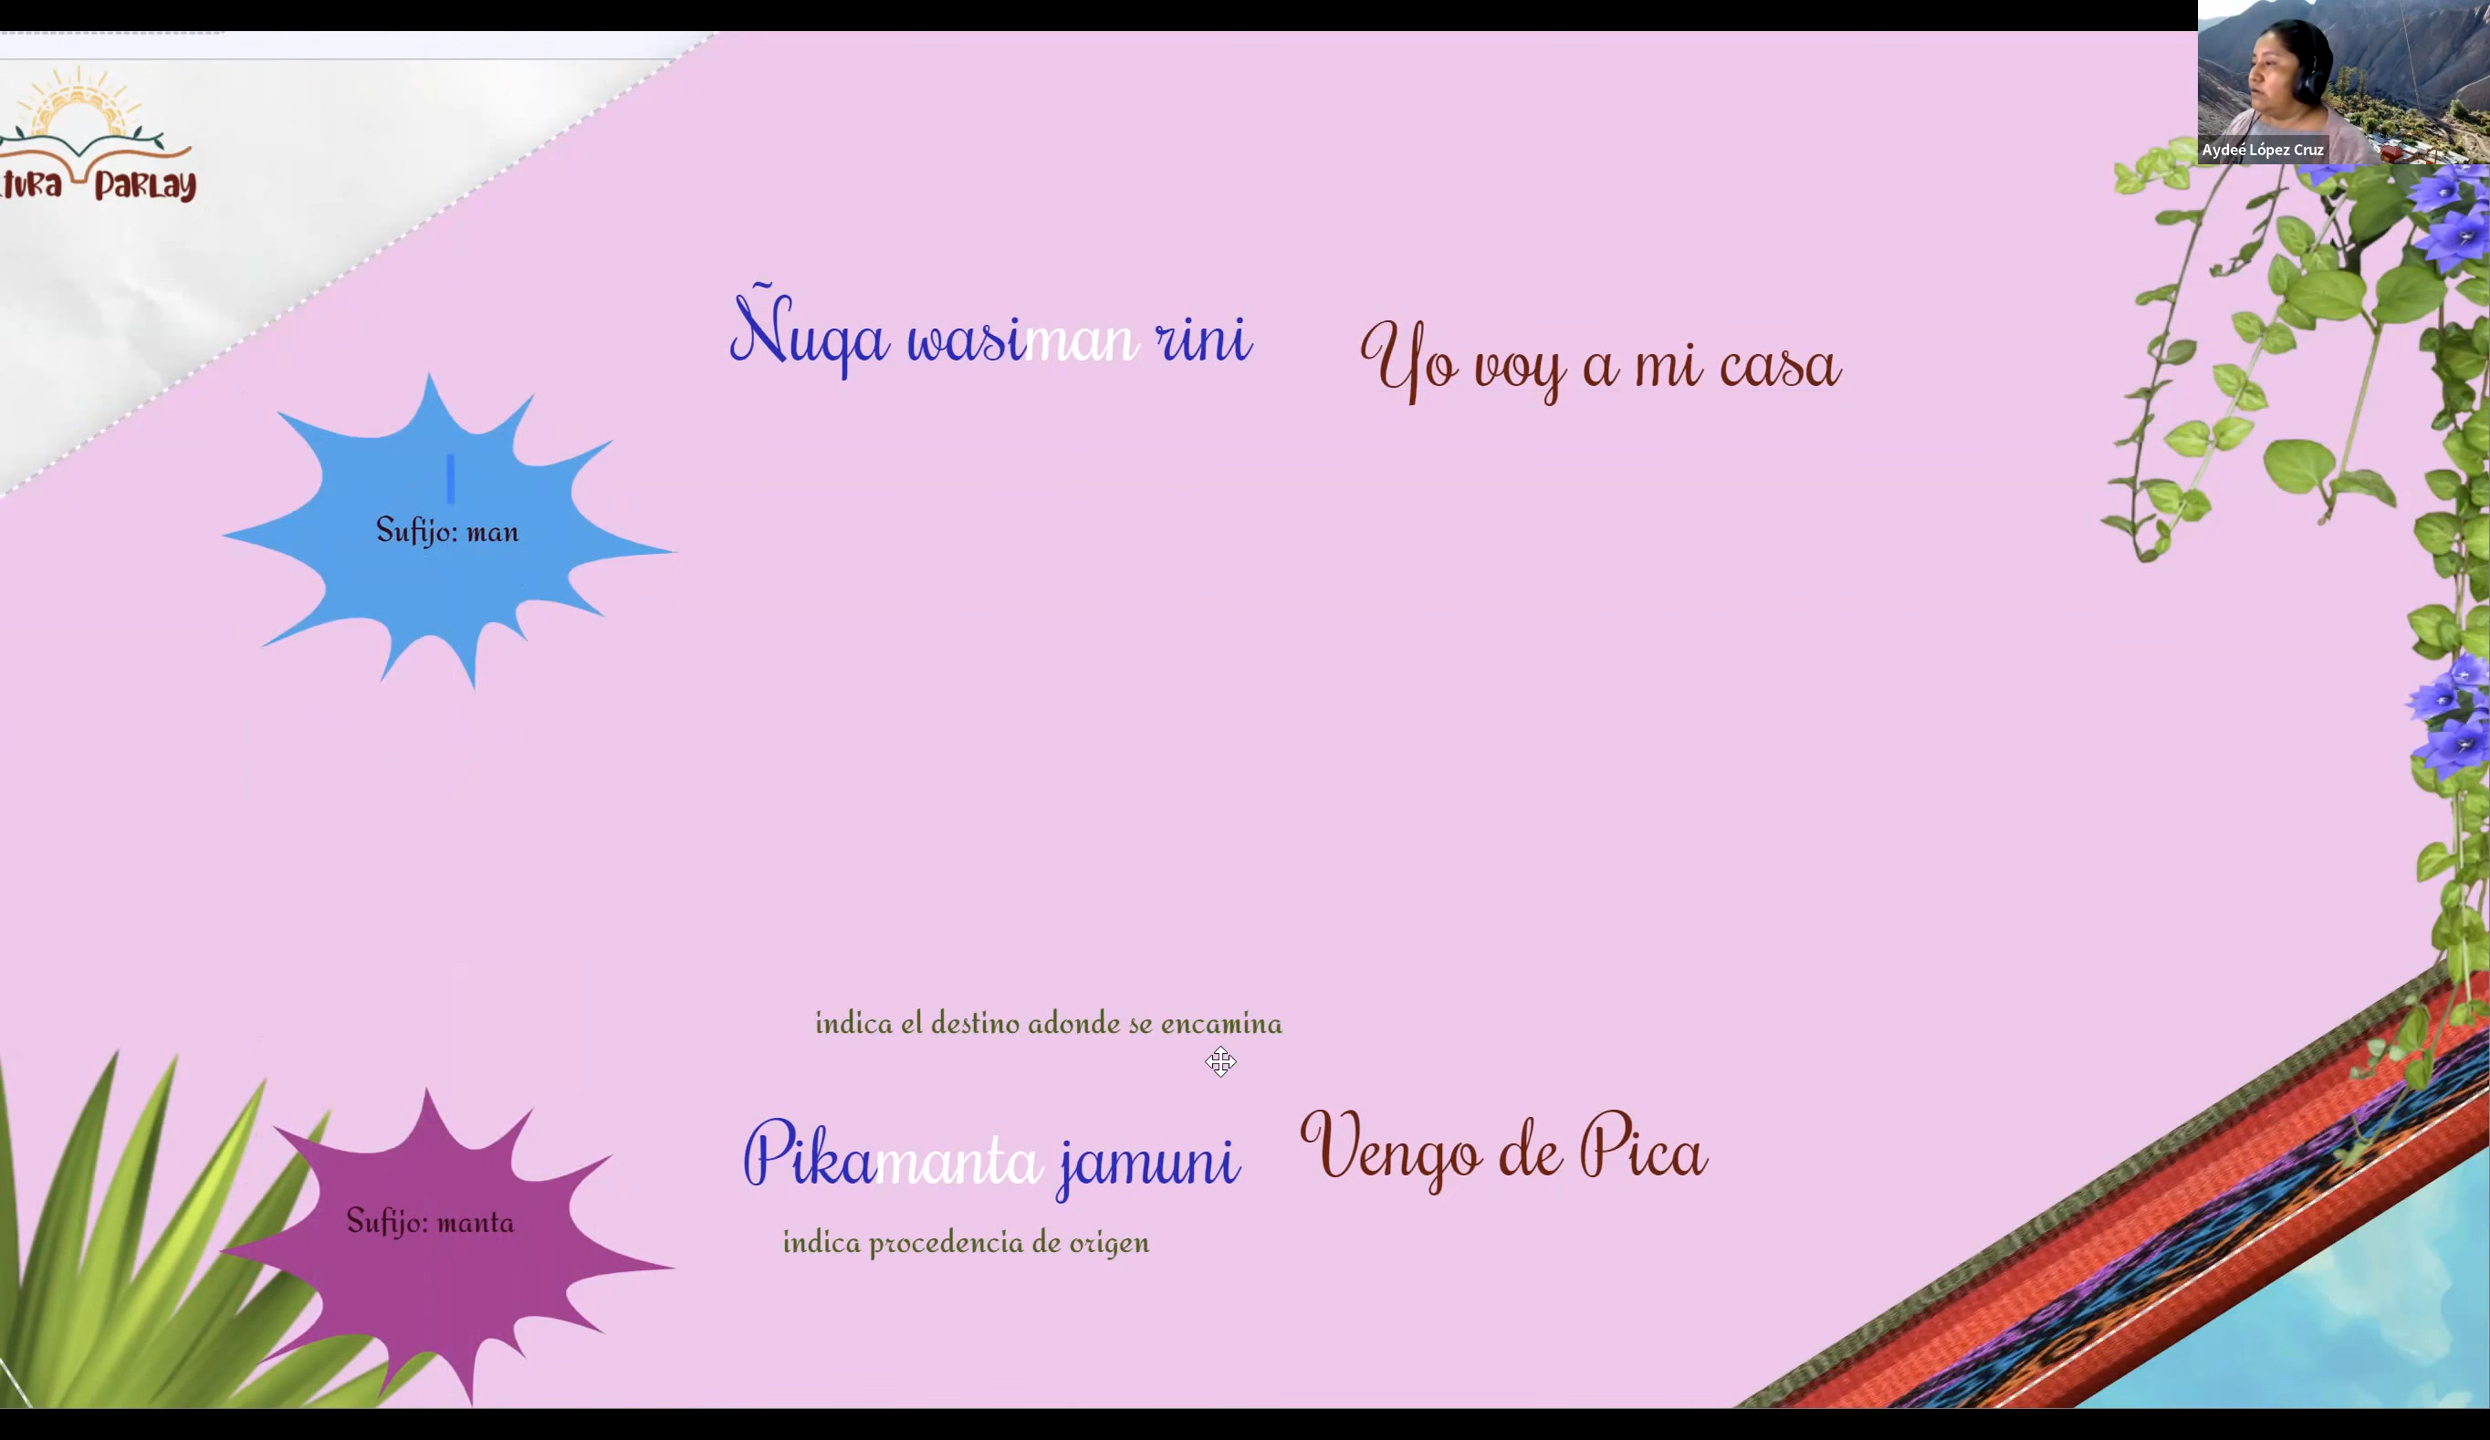 tura Parlay
Aydeé López Cruz
Ñuqa wasiman rini
Yo voy a mi casa
Sufijo: man
indica el destino adonde se encamina
Pikamanta jamuni
Vengo de Pica
Sufijo: manta
indica procedencia de origen